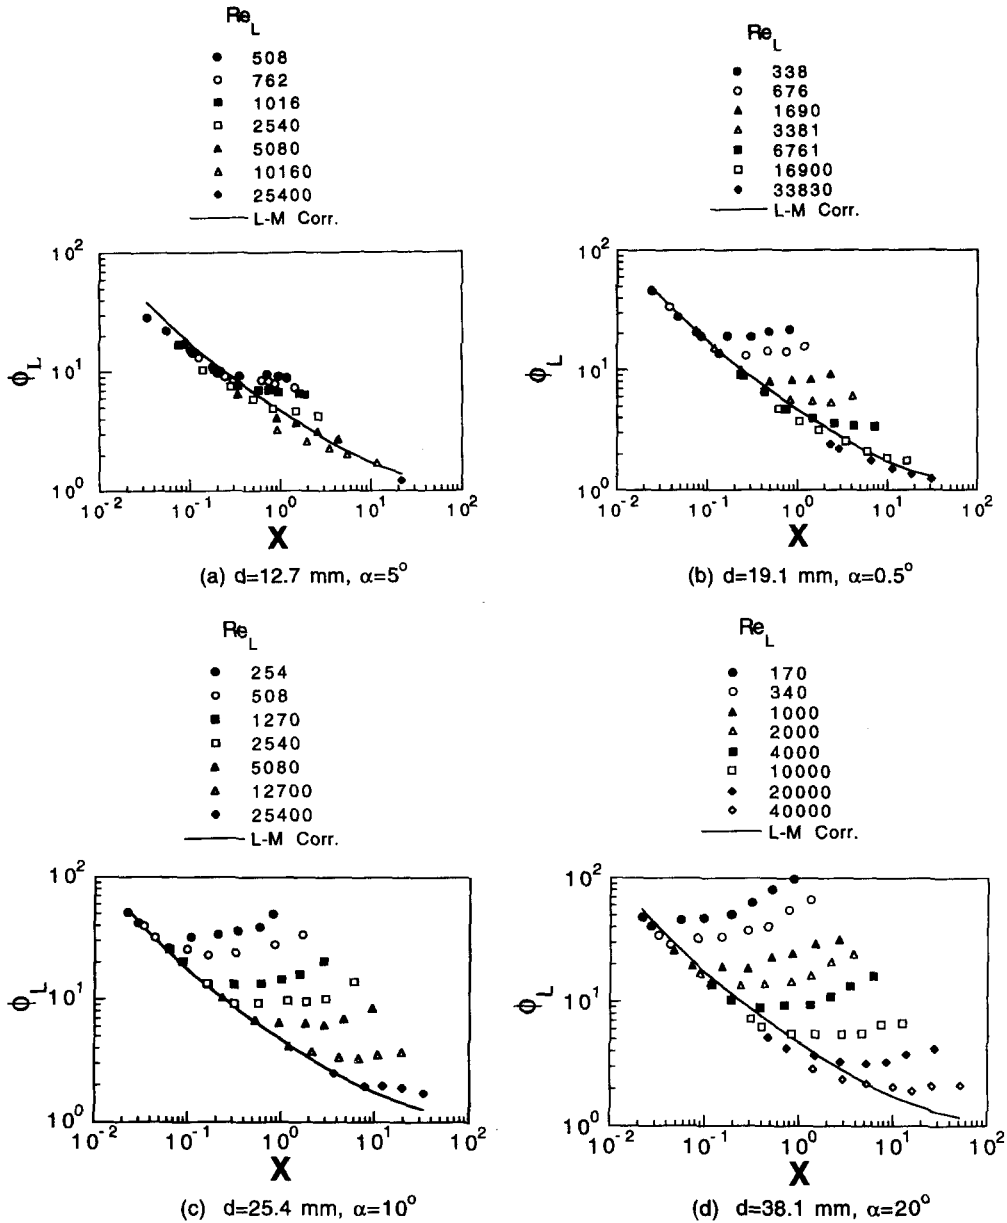 Re_L
508
762
1016
2540
5080
10160
25400
L-M Corr.
10^2
10^1
10^0
ϕ_L
10^-2 10^-1 10^0 10^1 10^2
X
(a) d=12.7 mm, α=5°
Re_L
338
676
1690
3381
6761
16900
33830
L-M Corr.
10^2
10^1
10^0
ϕ_L
10^-2 10^-1 10^0 10^1 10^2
X
(b) d=19.1 mm, α=0.5°
Re_L
254
508
1270
2540
5080
12700
25400
L-M Corr.
10^2
10^1
10^0
ϕ_L
10^-2 10^-1 10^0 10^1 10^2
X
(c) d=25.4 mm, α=10°
Re_L
170
340
1000
2000
4000
10000
20000
40000
L-M Corr.
10^2
10^1
10^0
ϕ_L
10^-2 10^-1 10^0 10^1 10^2
X
(d) d=38.1 mm, α=20°